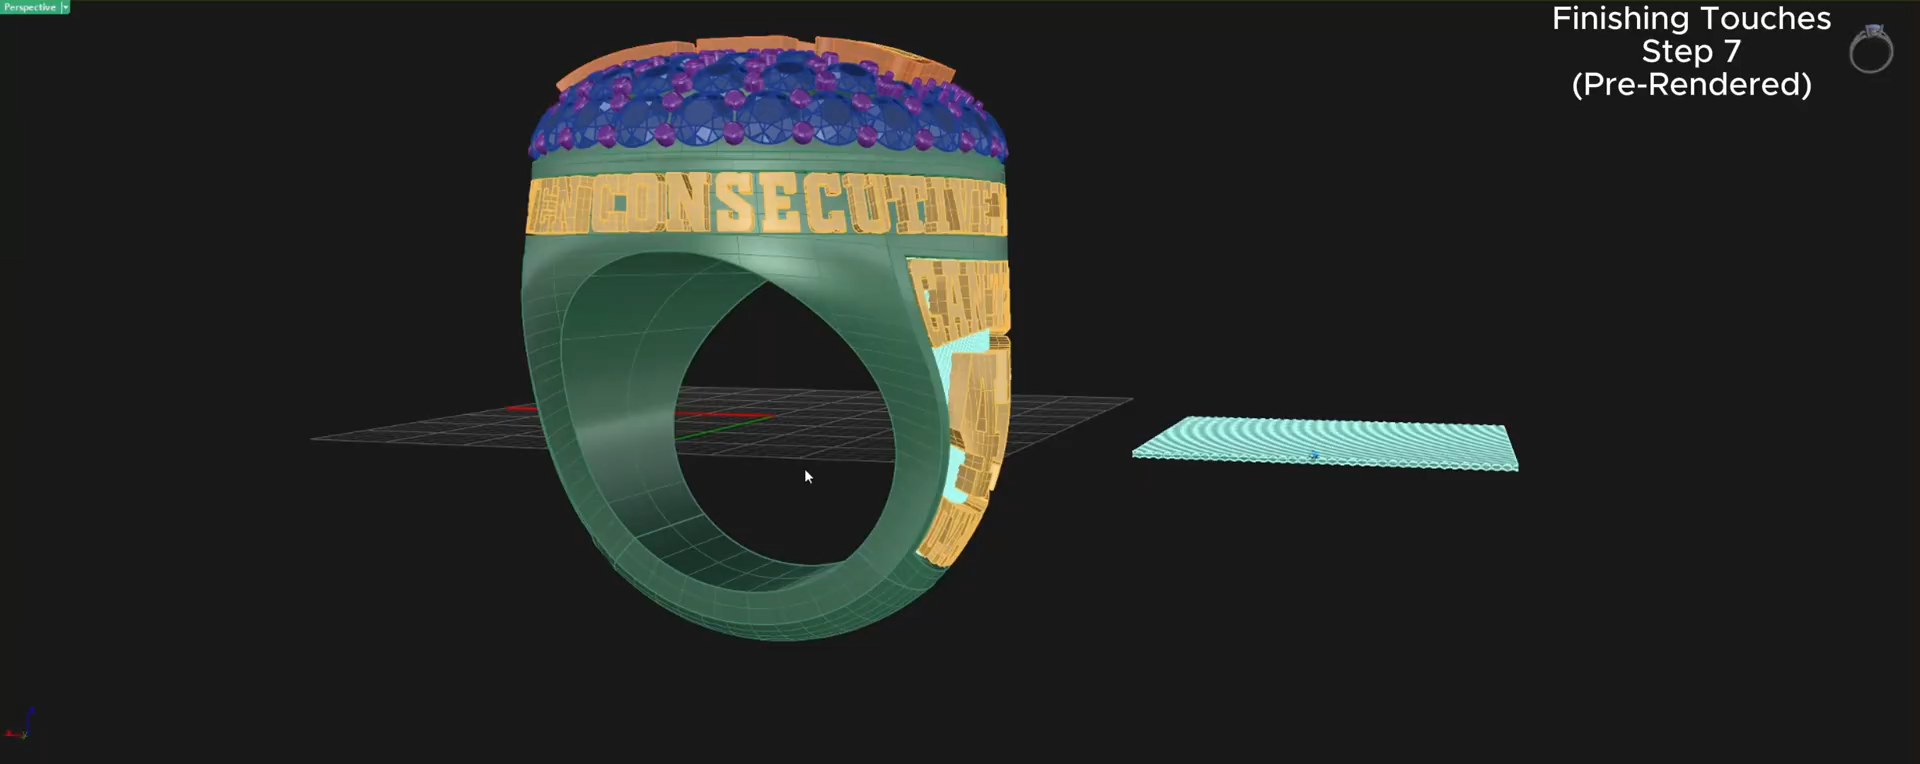 Perspective
Finishing Touches
Step 7
(Pre-Rendered)
CONSECUTIVE